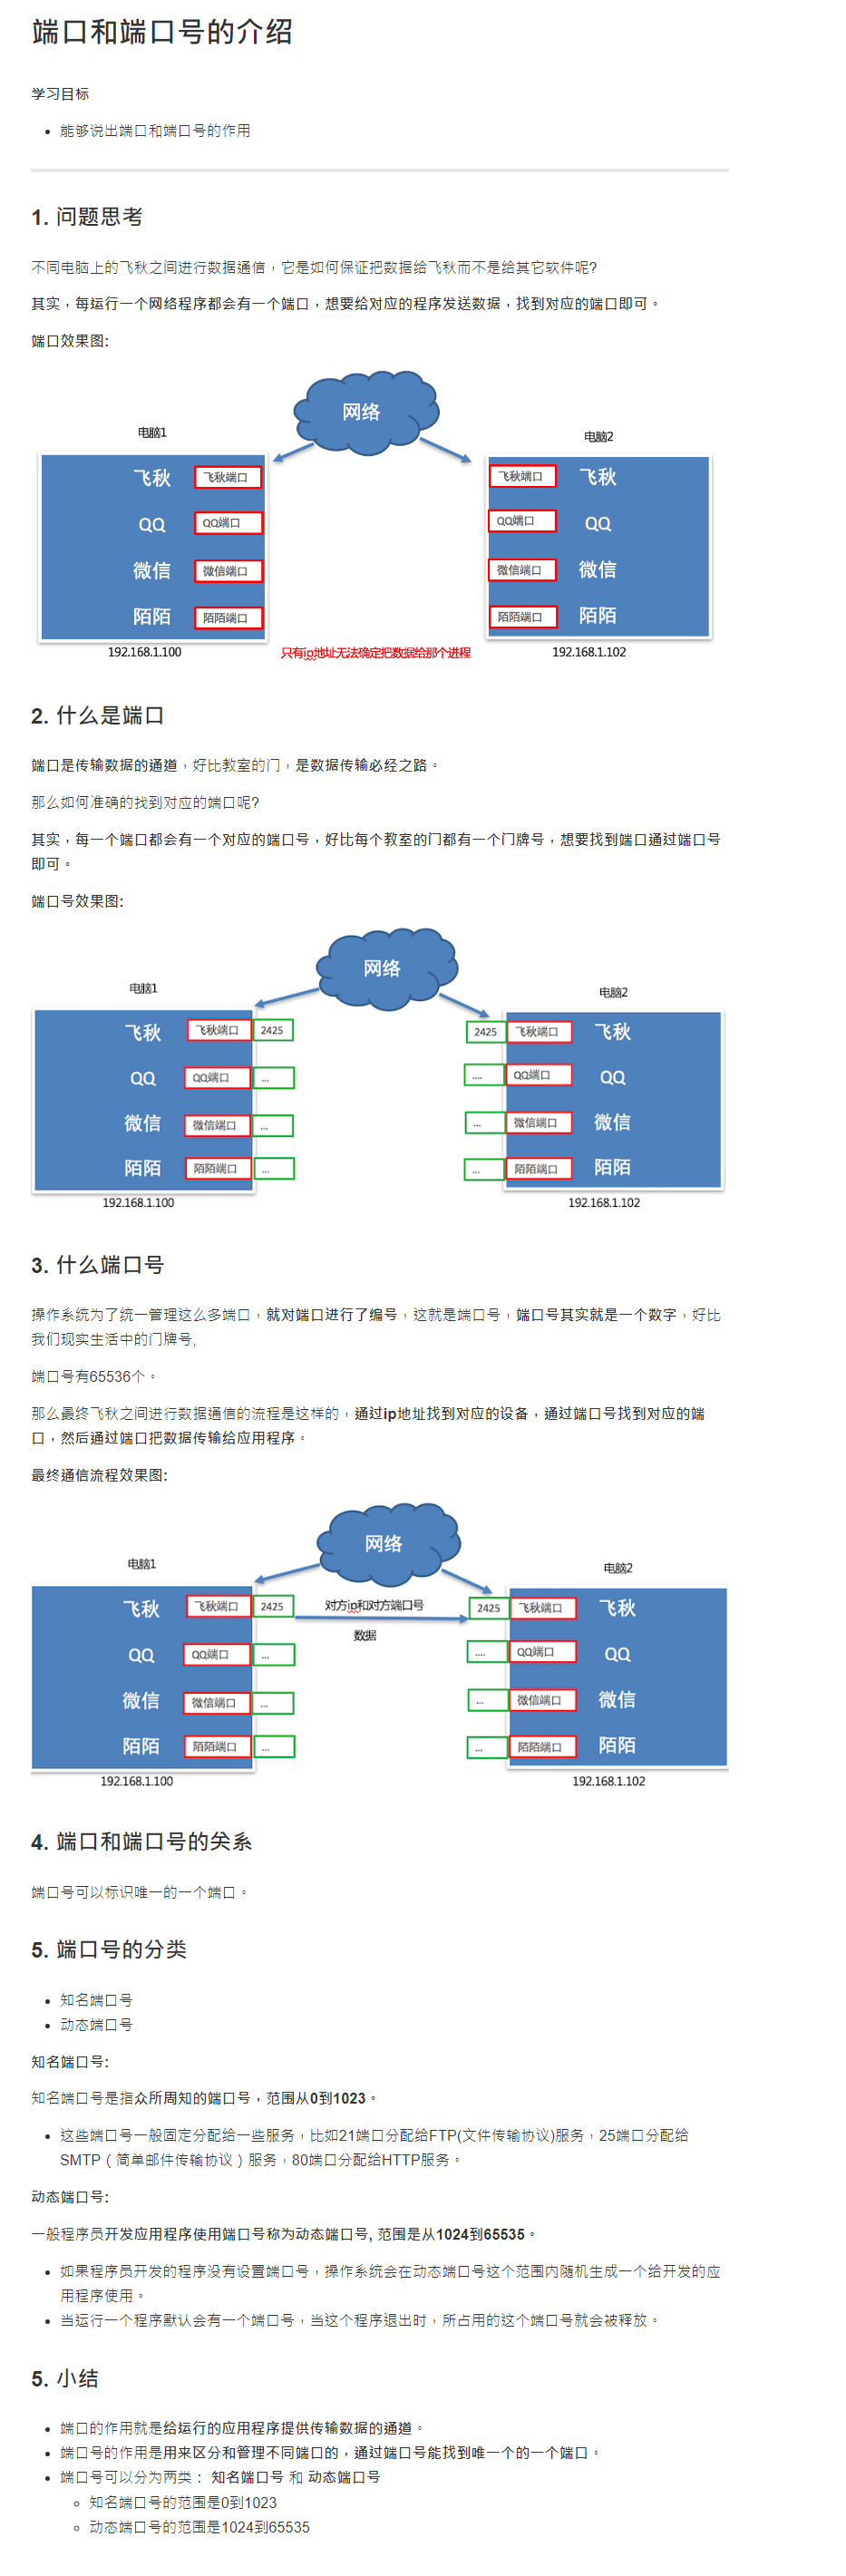 端口和端口号的介绍
学习目标
• 能够说出端口和端口号的作用
1. 问题思考
不同电脑上的飞秋之间进行数据通信，它是如何保证把数据给飞秋而不是给其它软件呢?
其实，每运行一个网络程序都会有一个端口，想要给对应的程序发送数据，找到对应的端口即可。
端口效果图:
网络
电脑1
电脑2
飞秋 飞秋端口
飞秋端口 飞秋
QQ QQ端口
QQ端口 QQ
微信 微信端口
微信端口 微信
陌陌 陌陌端口
陌陌端口 陌陌
192.168.1.100
只有ip地址无法确定把数据给那个进程
192.168.1.102
2. 什么是端口
端口是传输数据的通道，好比教室的门，是数据传输必经之路。
那么如何准确的找到对应的端口呢?
其实，每一个端口都会有一个对应的端口号，好比每个教室的门都有一个门牌号，想要找到端口通过端口号
即可。
端口号效果图:
网络
电脑1
电脑2
飞秋 飞秋端口 2425
2425 飞秋端口 飞秋
QQ QQ端口 ...
.... QQ端口 QQ
微信 微信端口 ...
... 微信端口 微信
陌陌 陌陌端口 ...
... 陌陌端口 陌陌
192.168.1.100
192.168.1.102
3. 什么端口号
操作系统为了统一管理这么多端口，就对端口进行了编号，这就是端口号，端口号其实就是一个数字，好比
我们现实生活中的门牌号,
端口号有65536个。
那么最终飞秋之间进行数据通信的流程是这样的，通过ip地址找到对应的设备，通过端口号找到对应的端
口，然后通过端口把数据传输给应用程序。
最终通信流程效果图:
网络
电脑1
电脑2
飞秋 飞秋端口 2425
对方ip和对方端口号
2425 飞秋端口 飞秋
数据
QQ QQ端口 ...
.... QQ端口 QQ
微信 微信端口 ...
... 微信端口 微信
陌陌 陌陌端口 ...
... 陌陌端口 陌陌
192.168.1.100
192.168.1.102
4. 端口和端口号的关系
端口号可以标识唯一的一个端口。
5. 端口号的分类
• 知名端口号
• 动态端口号
知名端口号:
知名端口号是指众所周知的端口号，范围从0到1023。
• 这些端口号一般固定分配给一些服务，比如21端口分配给FTP(文件传输协议)服务，25端口分配给
SMTP（简单邮件传输协议）服务，80端口分配给HTTP服务。
动态端口号:
一般程序员开发应用程序使用端口号称为动态端口号, 范围是从1024到65535。
• 如果程序员开发的程序没有设置端口号，操作系统会在动态端口号这个范围内随机生成一个给开发的应
用程序使用。
• 当运行一个程序默认会有一个端口号，当这个程序退出时，所占用的这个端口号就会被释放。
5. 小结
• 端口的作用就是给运行的应用程序提供传输数据的通道。
• 端口号的作用是用来区分和管理不同端口的，通过端口号能找到唯一个的一个端口。
• 端口号可以分为两类： 知名端口号 和 动态端口号
◦ 知名端口号的范围是0到1023
◦ 动态端口号的范围是1024到65535